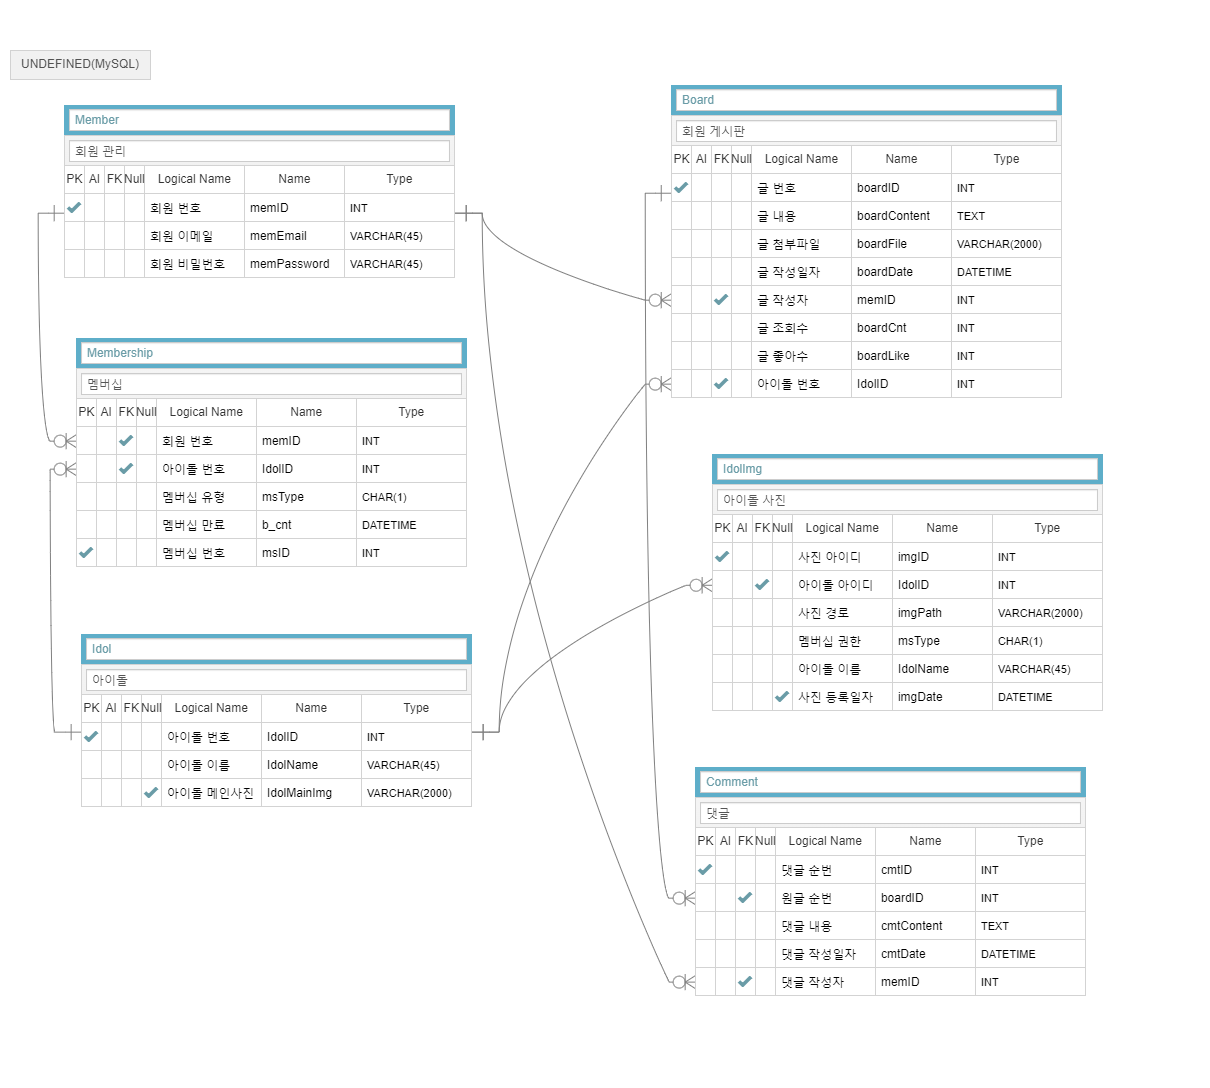 UNDEFINED(MySQL)
Member
회원 관리
PK AI FK Null Logical Name Name Type
회원 번호 memID INT
회원 이메일 memEmail VARCHAR(45)
회원 비밀번호 memPassword VARCHAR(45)
Membership
멤버십
PK AI FK Null Logical Name Name Type
회원 번호 memID INT
아이돌 번호 IdolID INT
멤버십 유형 msType CHAR(1)
멤버십 만료 b_cnt DATETIME
멤버십 번호 msID INT
Idol
아이돌
PK AI FK Null Logical Name Name Type
아이돌 번호 IdolID INT
아이돌 이름 IdolName VARCHAR(45)
아이돌 메인사진 IdolMainImg VARCHAR(2000)
Board
회원 게시판
PK AI FK Null Logical Name Name Type
글 번호 boardID INT
글 내용 boardContent TEXT
글 첨부파일 boardFile VARCHAR(2000)
글 작성일자 boardDate DATETIME
글 작성자 memID INT
글 조회수 boardCnt INT
글 좋아수 boardLike INT
아이돌 번호 IdolID INT
IdolImg
아이돌 사진
PK AI FK Null Logical Name Name Type
사진 아이디 imgID INT
아이돌 아이디 IdolID INT
사진 경로 imgPath VARCHAR(2000)
멤버십 권한 msType CHAR(1)
아이돌 이름 IdolName VARCHAR(45)
사진 등록일자 imgDate DATETIME
Comment
댓글
PK AI FK Null Logical Name Name Type
댓글 순번 cmtID INT
원글 순번 boardID INT
댓글 내용 cmtContent TEXT
댓글 작성일자 cmtDate DATETIME
댓글 작성자 memID INT